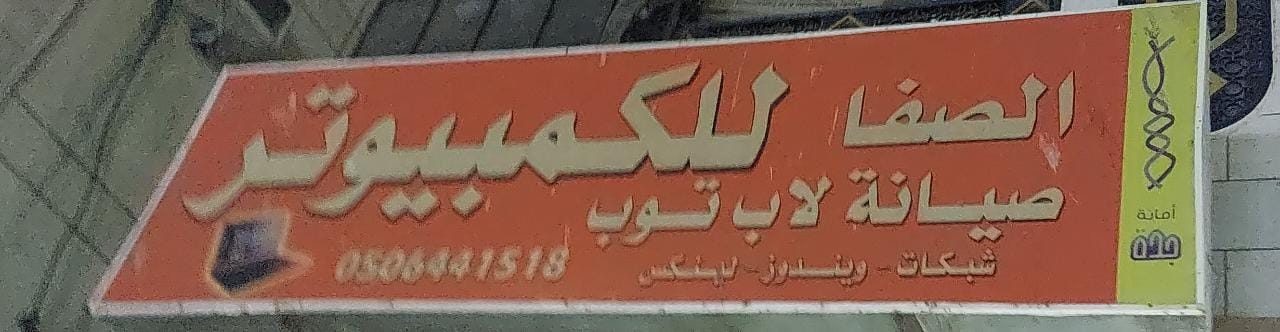 الصفا للكمبيوتر
صيانة لاب توب
شبكات - ويندوز - لينكس
0506441518
أمانة
جدة